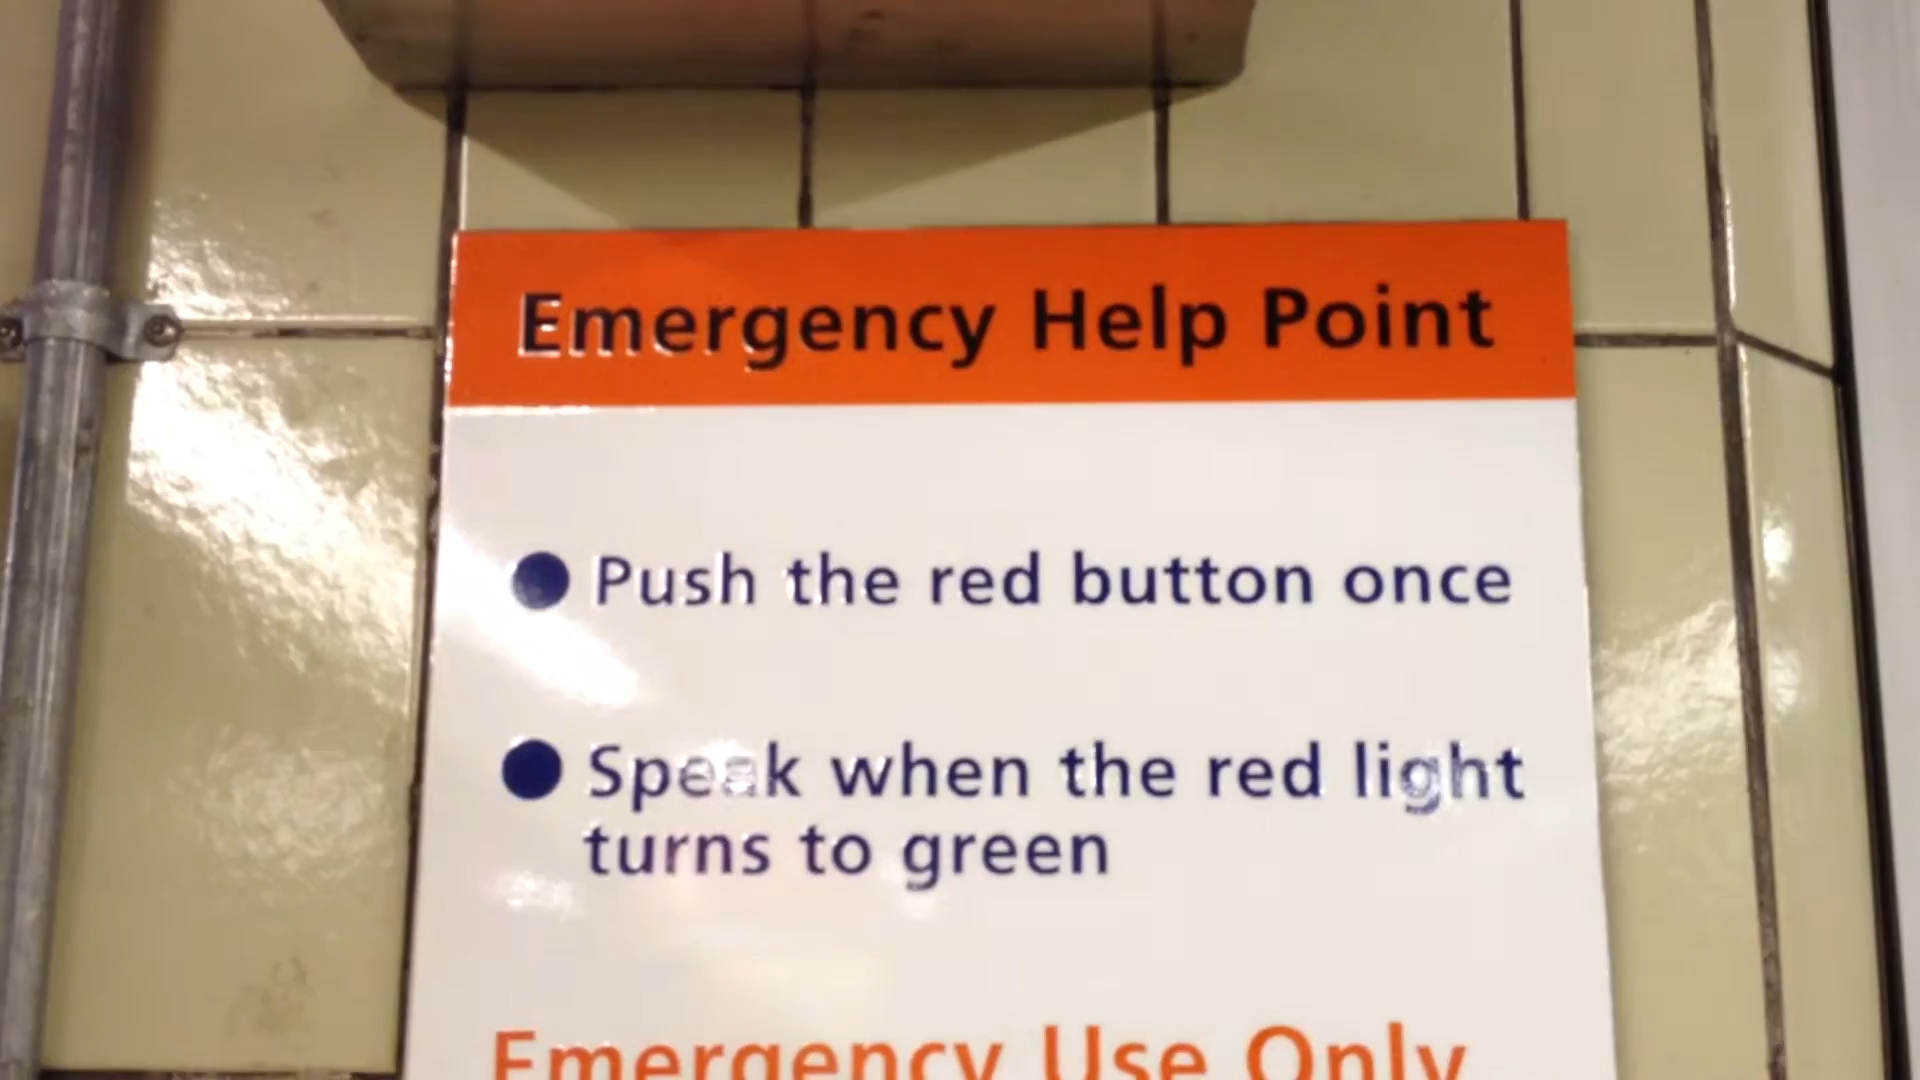 Emergency Help Point
● Push the red button once
● Speak when the red light
turns to green
Emergency Use Only